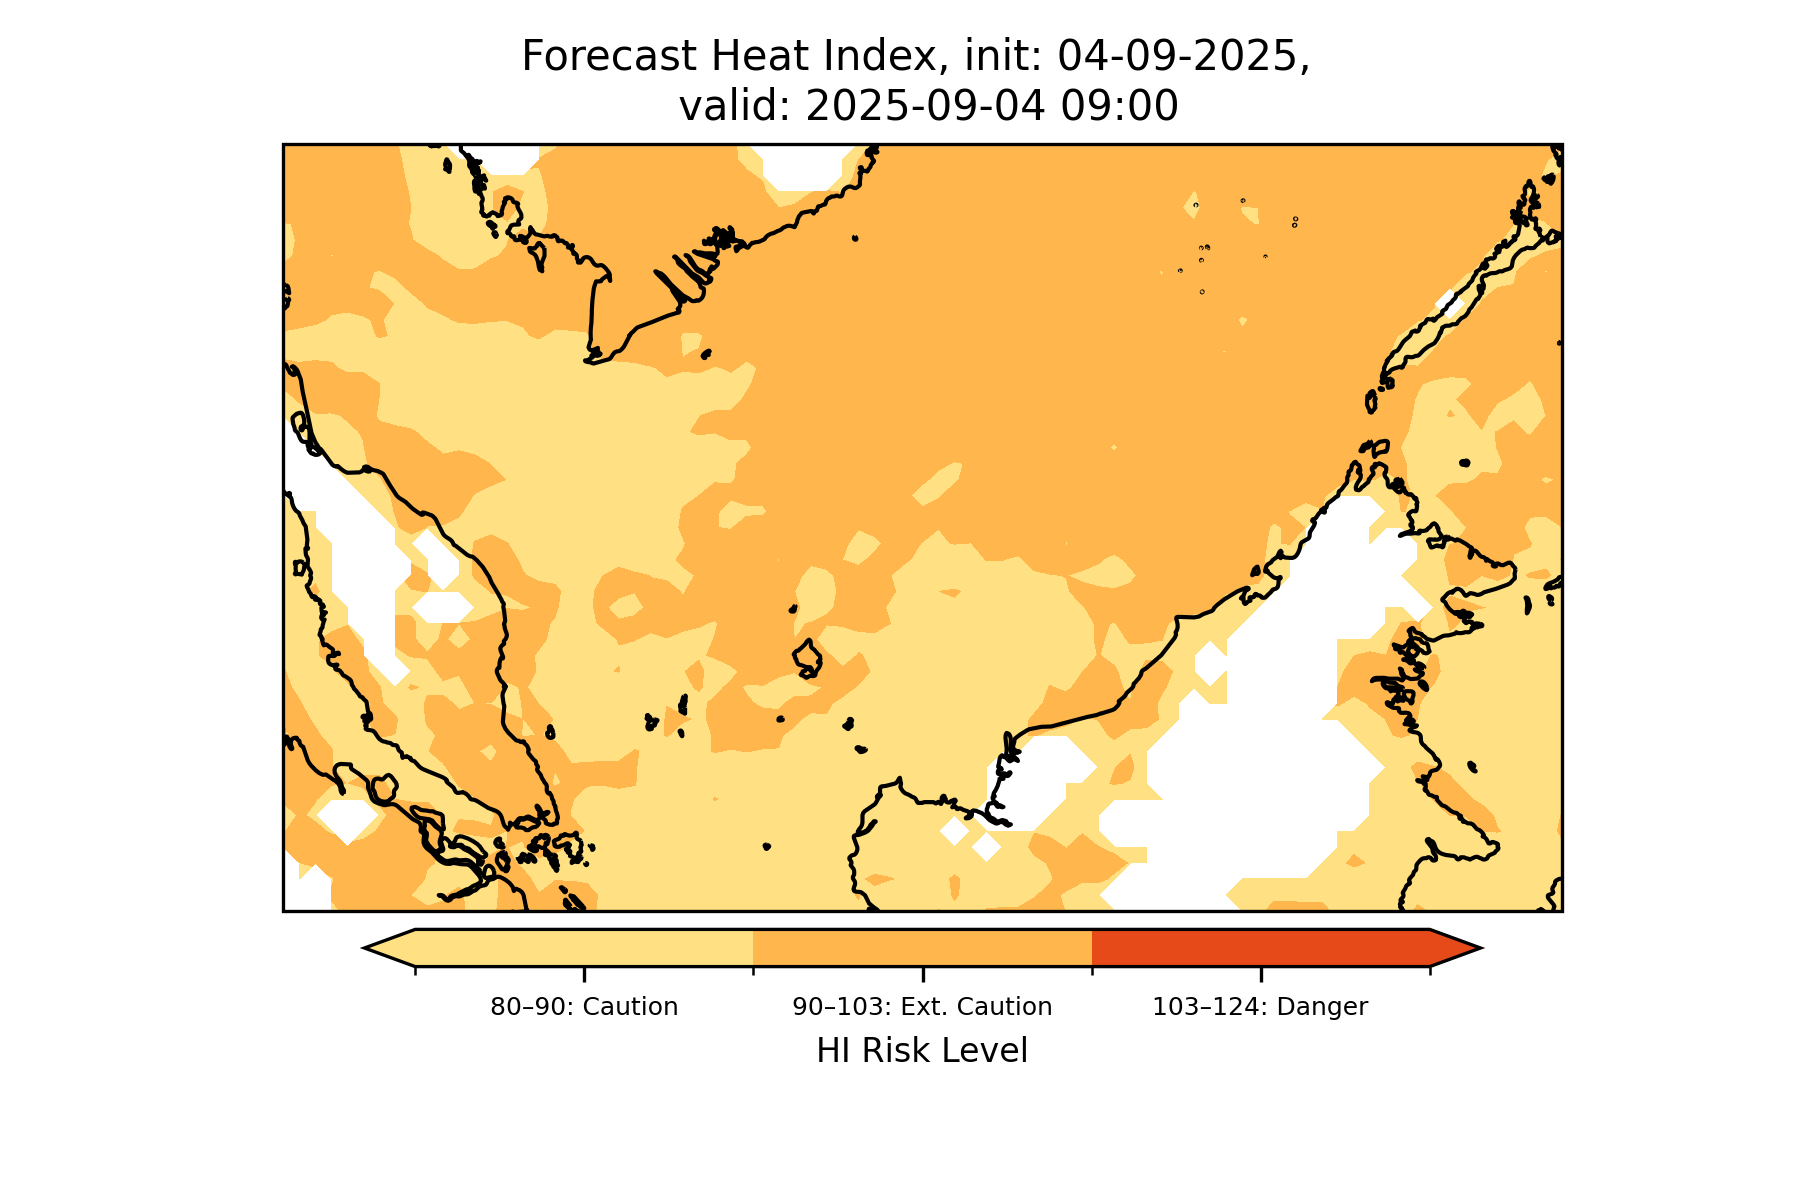 Forecast Heat Index, init: 04-09-2025,
valid: 2025-09-04 09:00
80–90: Caution
90–103: Ext. Caution
103–124: Danger
HI Risk Level